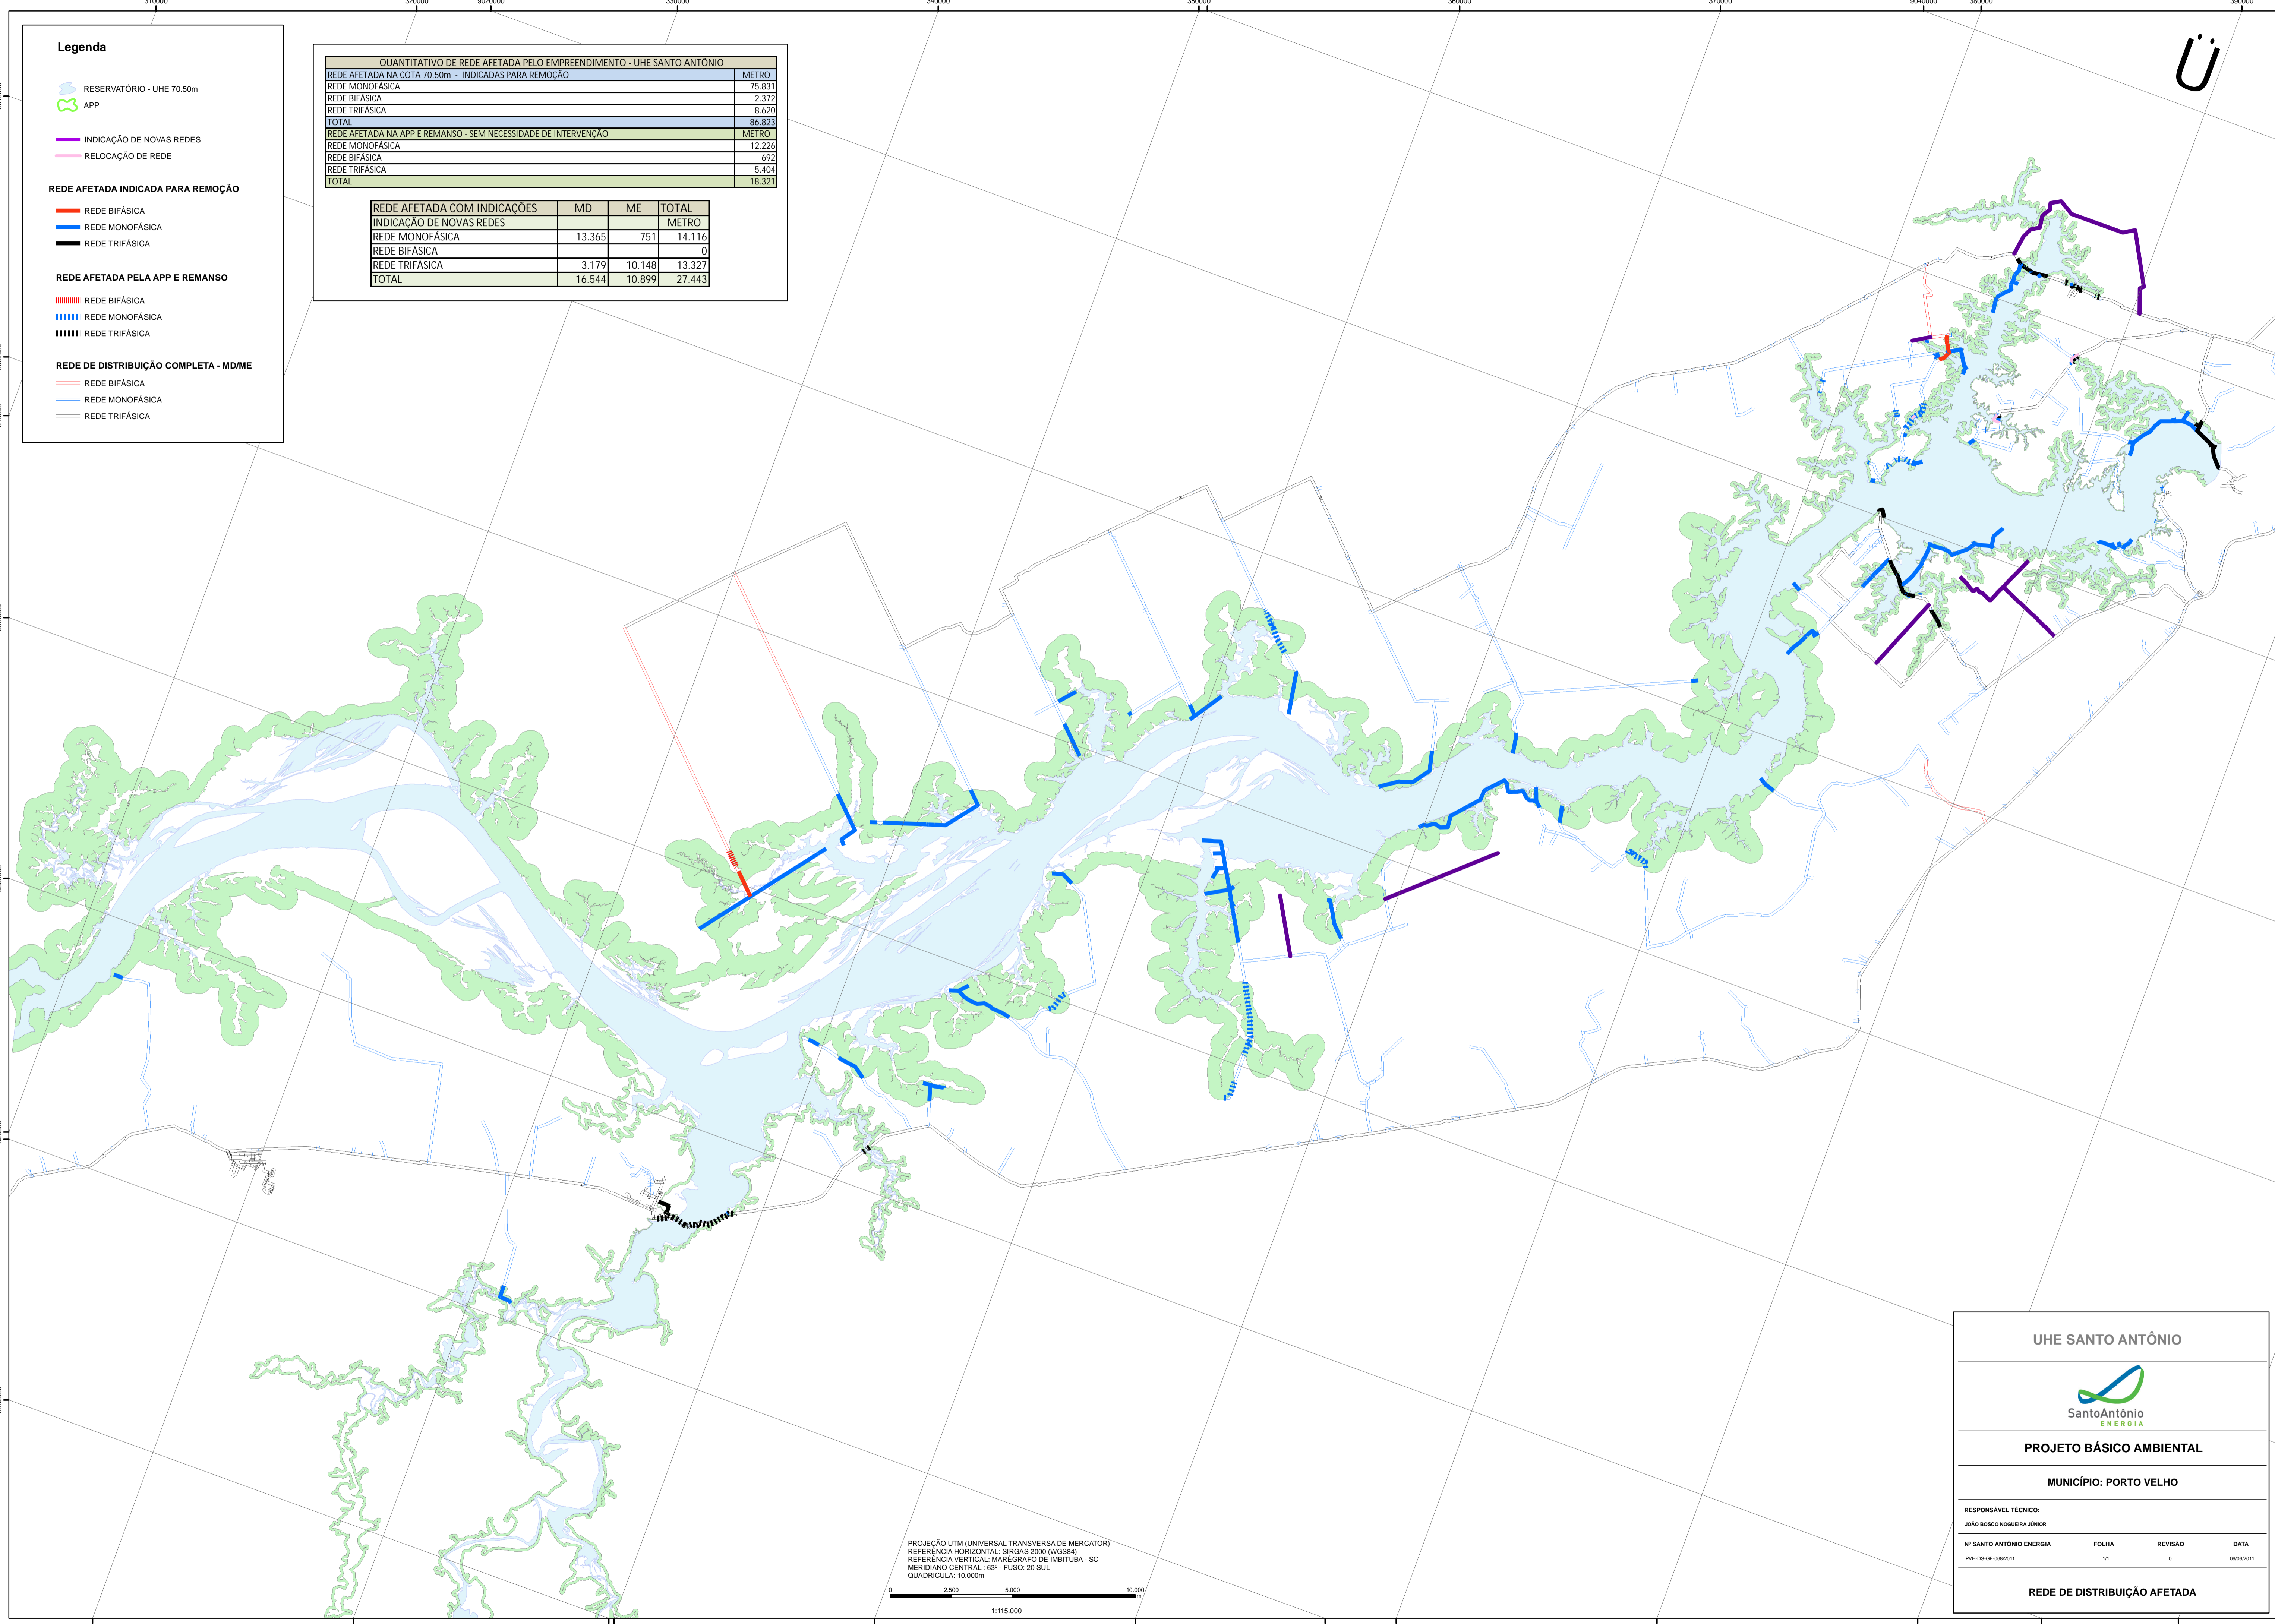 310000 320000 9020000 330000 340000 350000 360000 370000 9040000 380000 390000
Legenda
RESERVATÓRIO - UHE 70.50m
APP
INDICAÇÃO DE NOVAS REDES
RELOCAÇÃO DE REDE
REDE AFETADA INDICADA PARA REMOÇÃO
REDE BIFÁSICA
REDE MONOFÁSICA
REDE TRIFÁSICA
REDE AFETADA PELA APP E REMANSO
REDE BIFÁSICA
REDE MONOFÁSICA
REDE TRIFÁSICA
REDE DE DISTRIBUIÇÃO COMPLETA - MD/ME
REDE BIFÁSICA
REDE MONOFÁSICA
REDE TRIFÁSICA
QUANTITATIVO DE REDE AFETADA PELO EMPREENDIMENTO - UHE SANTO ANTÔNIO
REDE AFETADA NA COTA 70.50m - INDICADAS PARA REMOÇÃO METRO
REDE MONOFÁSICA 75.831
REDE BIFÁSICA 2.372
REDE TRIFÁSICA 8.620
TOTAL 86.823
REDE AFETADA NA APP E REMANSO - SEM NECESSIDADE DE INTERVENÇÃO METRO
REDE MONOFÁSICA 12.226
REDE BIFÁSICA 692
REDE TRIFÁSICA 5.404
TOTAL 18.321
REDE AFETADA COM INDICAÇÕES MD ME TOTAL
INDICAÇÃO DE NOVAS REDES METRO
REDE MONOFÁSICA 13.365 751 14.116
REDE BIFÁSICA 0
REDE TRIFÁSICA 3.179 10.148 13.327
TOTAL 16.544 10.899 27.443
Ü
PROJEÇÃO UTM (UNIVERSAL TRANSVERSA DE MERCATOR)
REFERÊNCIA HORIZONTAL: SIRGAS 2000 (WGS84)
REFERÊNCIA VERTICAL: MARÉGRAFO DE IMBITUBA - SC
MERIDIANO CENTRAL : 63º - FUSO: 20 SUL
QUADRICULA: 10.000m
0 2.500 5.000 10.000
m
1:115.000
UHE SANTO ANTÔNIO
SantoAntônio
ENERGIA
PROJETO BÁSICO AMBIENTAL
MUNICÍPIO: PORTO VELHO
RESPONSÁVEL TÉCNICO:
JOÃO BOSCO NOGUEIRA JÚNIOR
Nº SANTO ANTÔNIO ENERGIA FOLHA REVISÃO DATA
PVH-DS-GF-068/2011 1/1 0 06/06/2011
REDE DE DISTRIBUIÇÃO AFETADA